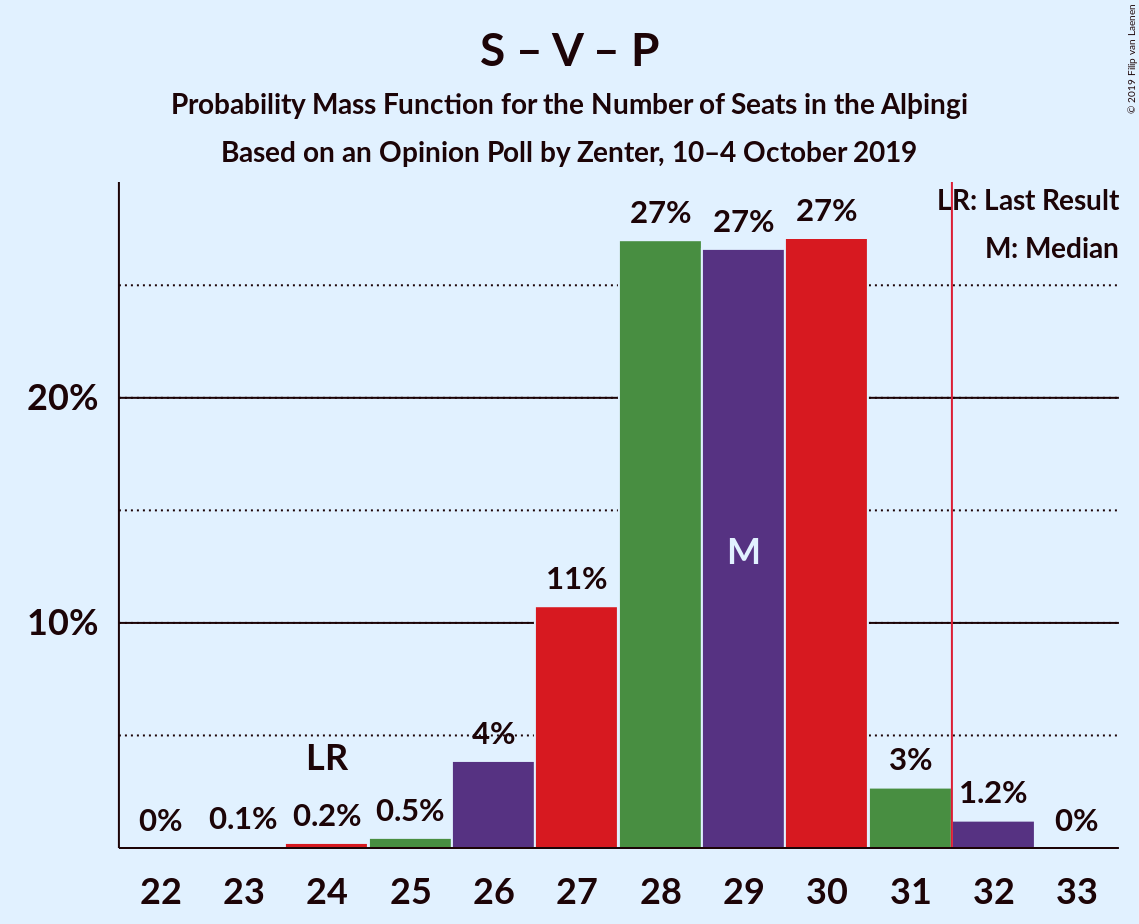 S – V – P
Probability Mass Function for the Number of Seats in the Alþingi
Based on an Opinion Poll by Zenter, 10–4 October 2019
© 2019 Filip van Laenen
LR: Last Result
M: Median
27%
27%
27%
20%
M
11%
10%
4%
LR
3%
0%
0.1%
0.2%
0.5%
1.2%
0%
22 23 24 25 26 27 28 29 30 31 32 33